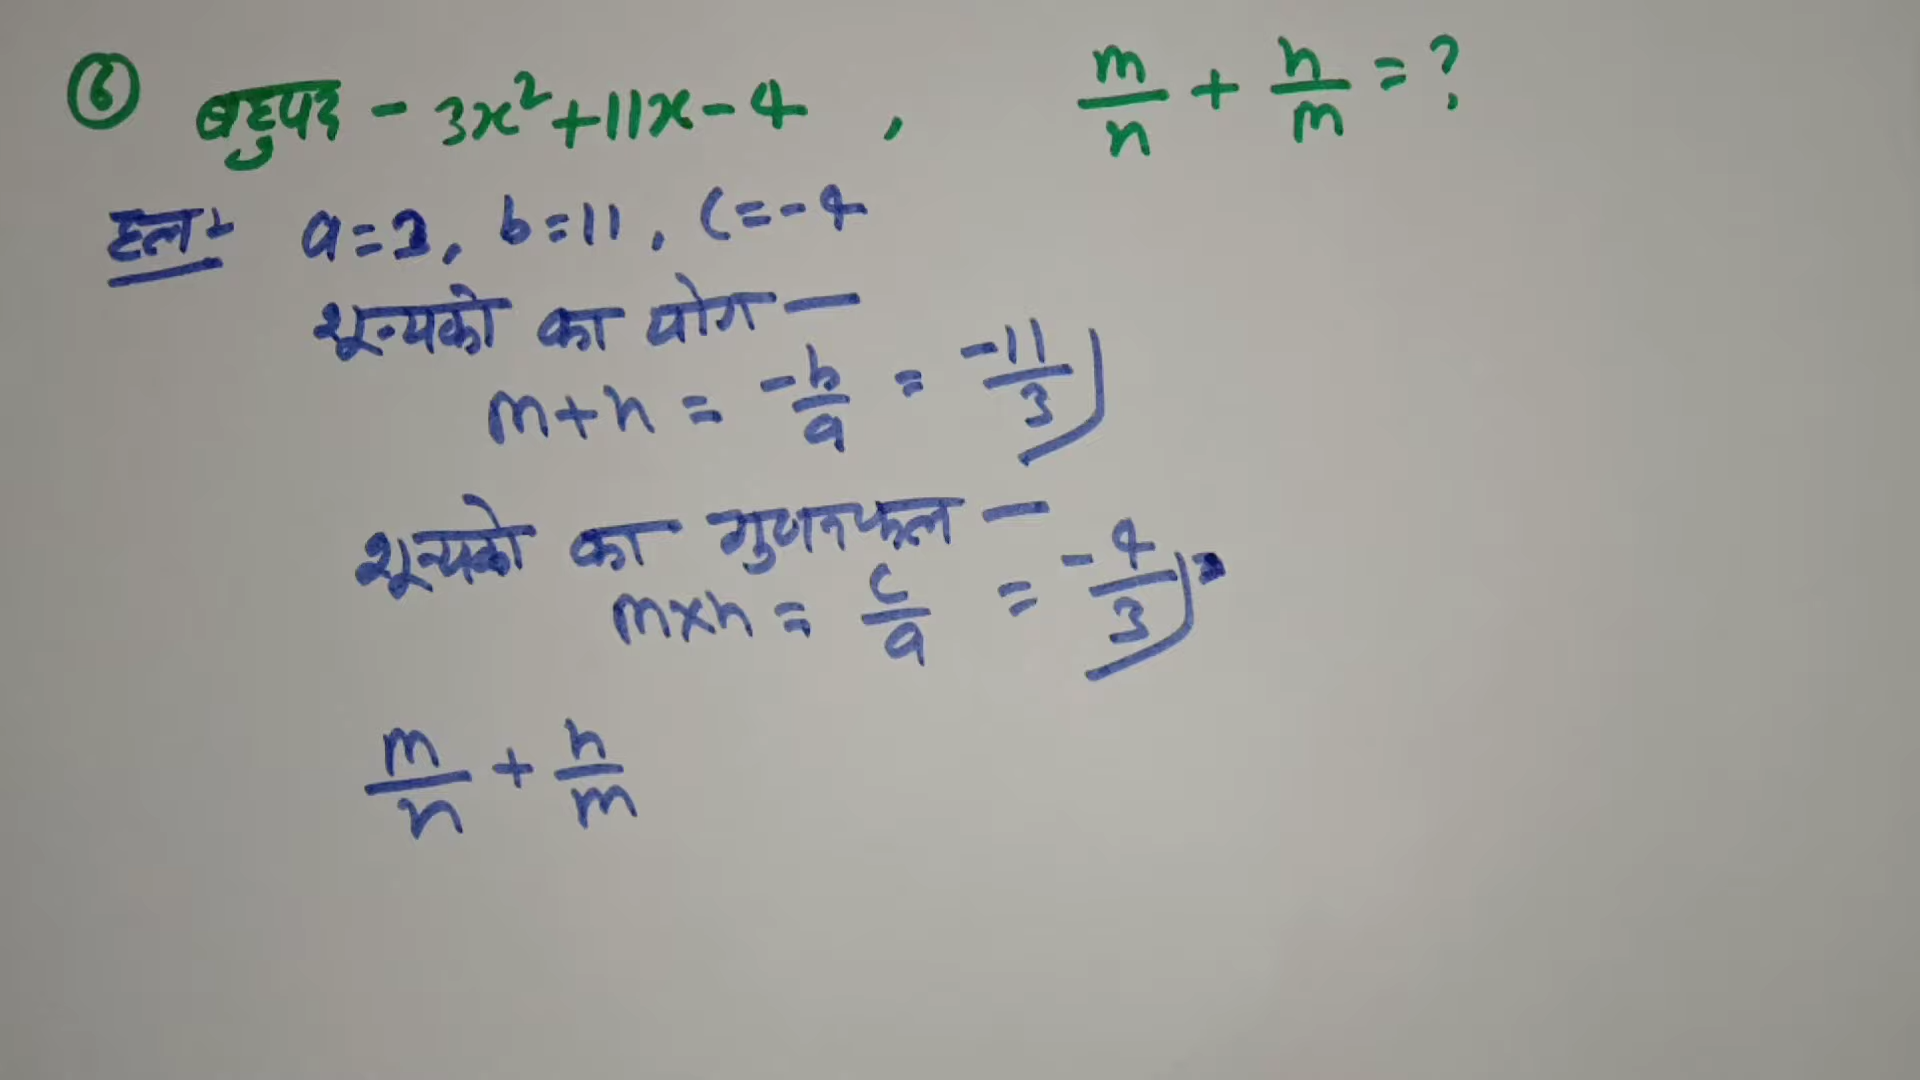 ⑥ बहुपद - 3x²+11x-4 , m/n + n/m = ?
हल:- a=3, b=11, c=-4
शून्यको का योग —
m+n = -b/a = -11/3
शून्यको का गुणनफल —
m×n = c/a = -4/3
m/n + n/m